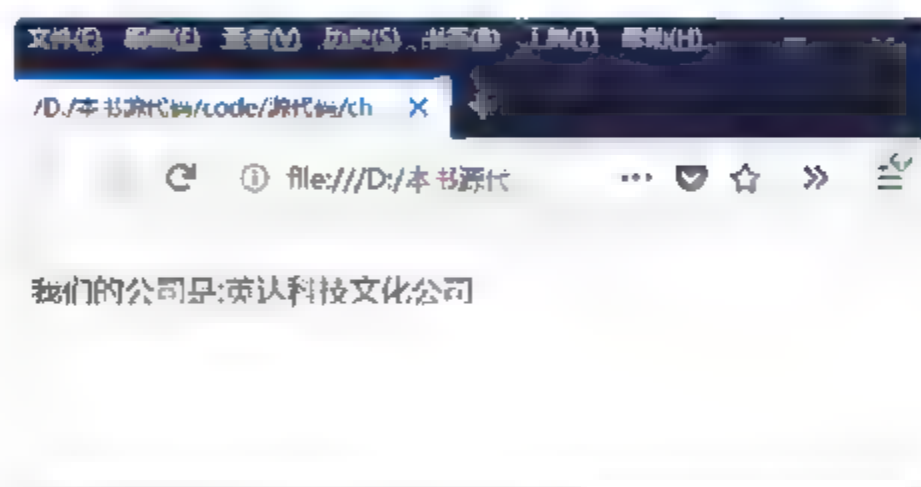 文件(F) 编辑(E) 查看(V) 历史(S) 书签(B) 工具(T) 帮助(H)
/D:/本书源代码/code/源代码/ch
file:///D:/本书源代
我们的公司是:英达科技文化公司